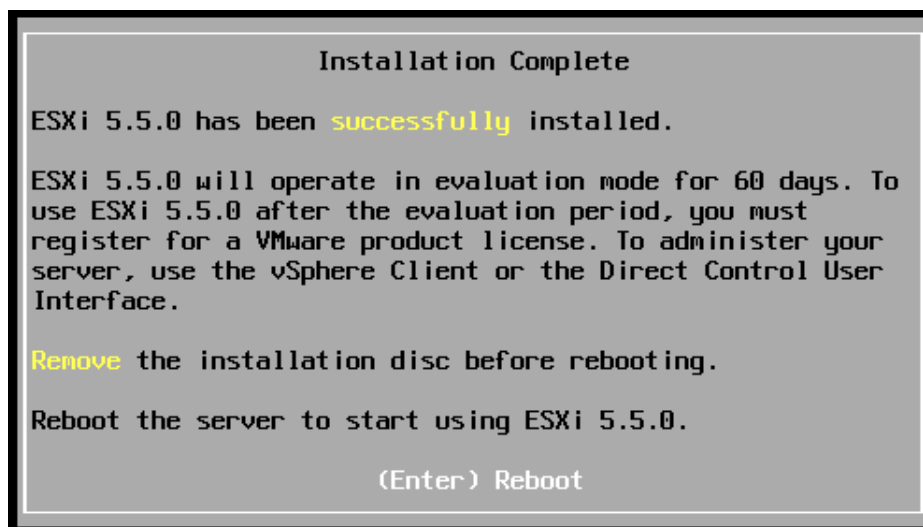 Installation Complete
ESXi 5.5.0 has been successfully installed.
ESXi 5.5.0 will operate in evaluation mode for 60 days. To
use ESXi 5.5.0 after the evaluation period, you must
register for a VMware product license. To administer your
server, use the vSphere Client or the Direct Control User
Interface.
Remove the installation disc before rebooting.
Reboot the server to start using ESXi 5.5.0.
(Enter) Reboot